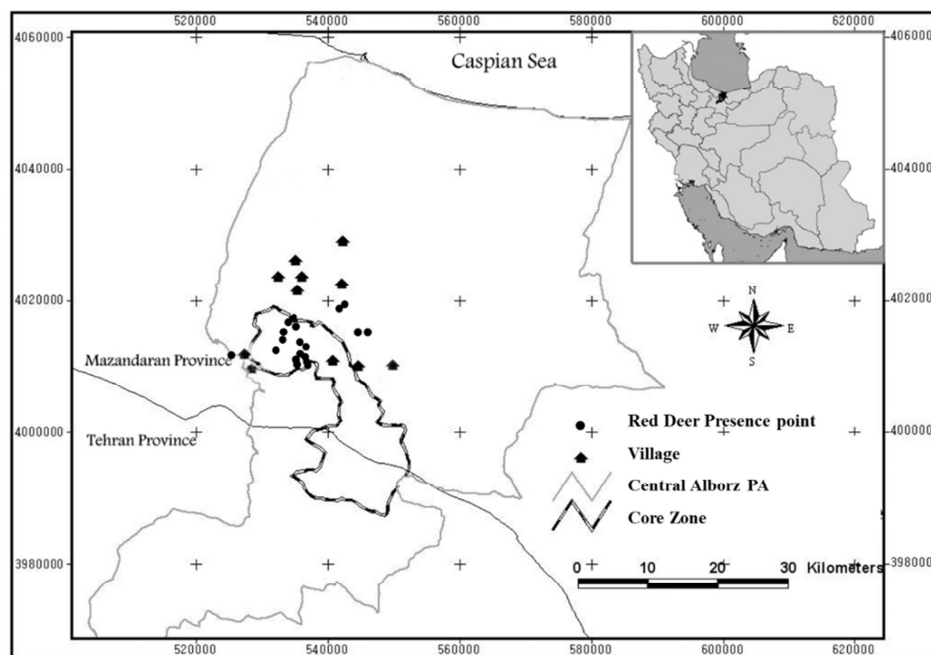 520000 540000 560000 580000 600000 620000
4060000 4060000
Caspian Sea
4040000 4040000
4020000 4020000
N
W E
S
Mazandaran Province
Red Deer Presence point
4000000 4000000
Tehran Province
Village
Central Alborz PA
Core Zone
3980000 3980000
0 10 20 30 Kilometers
520000 540000 560000 580000 600000 620000